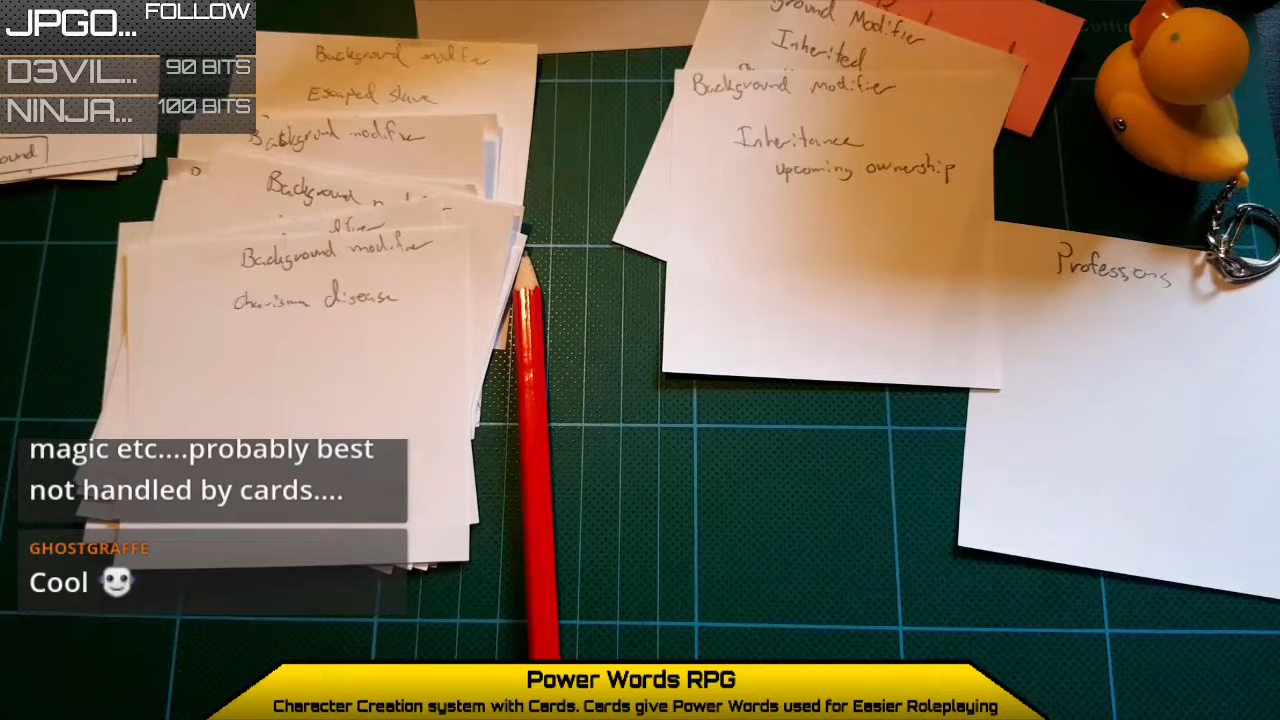 JPGO...
FOLLOW
D3VIL...
90 BITS
NINJA...
100 BITS
Background modifier
Escaped slave
Background modifier
Background
Background modifier
charisma disease
ound
ground Modifier
Inherited
Background modifier
Inheritance
upcoming ownership
Professions
magic etc....probably best
not handled by cards....
GHOSTGRAFFE
Cool
Power Words RPG
Character Creation system with Cards. Cards give Power Words used for Easier Roleplaying